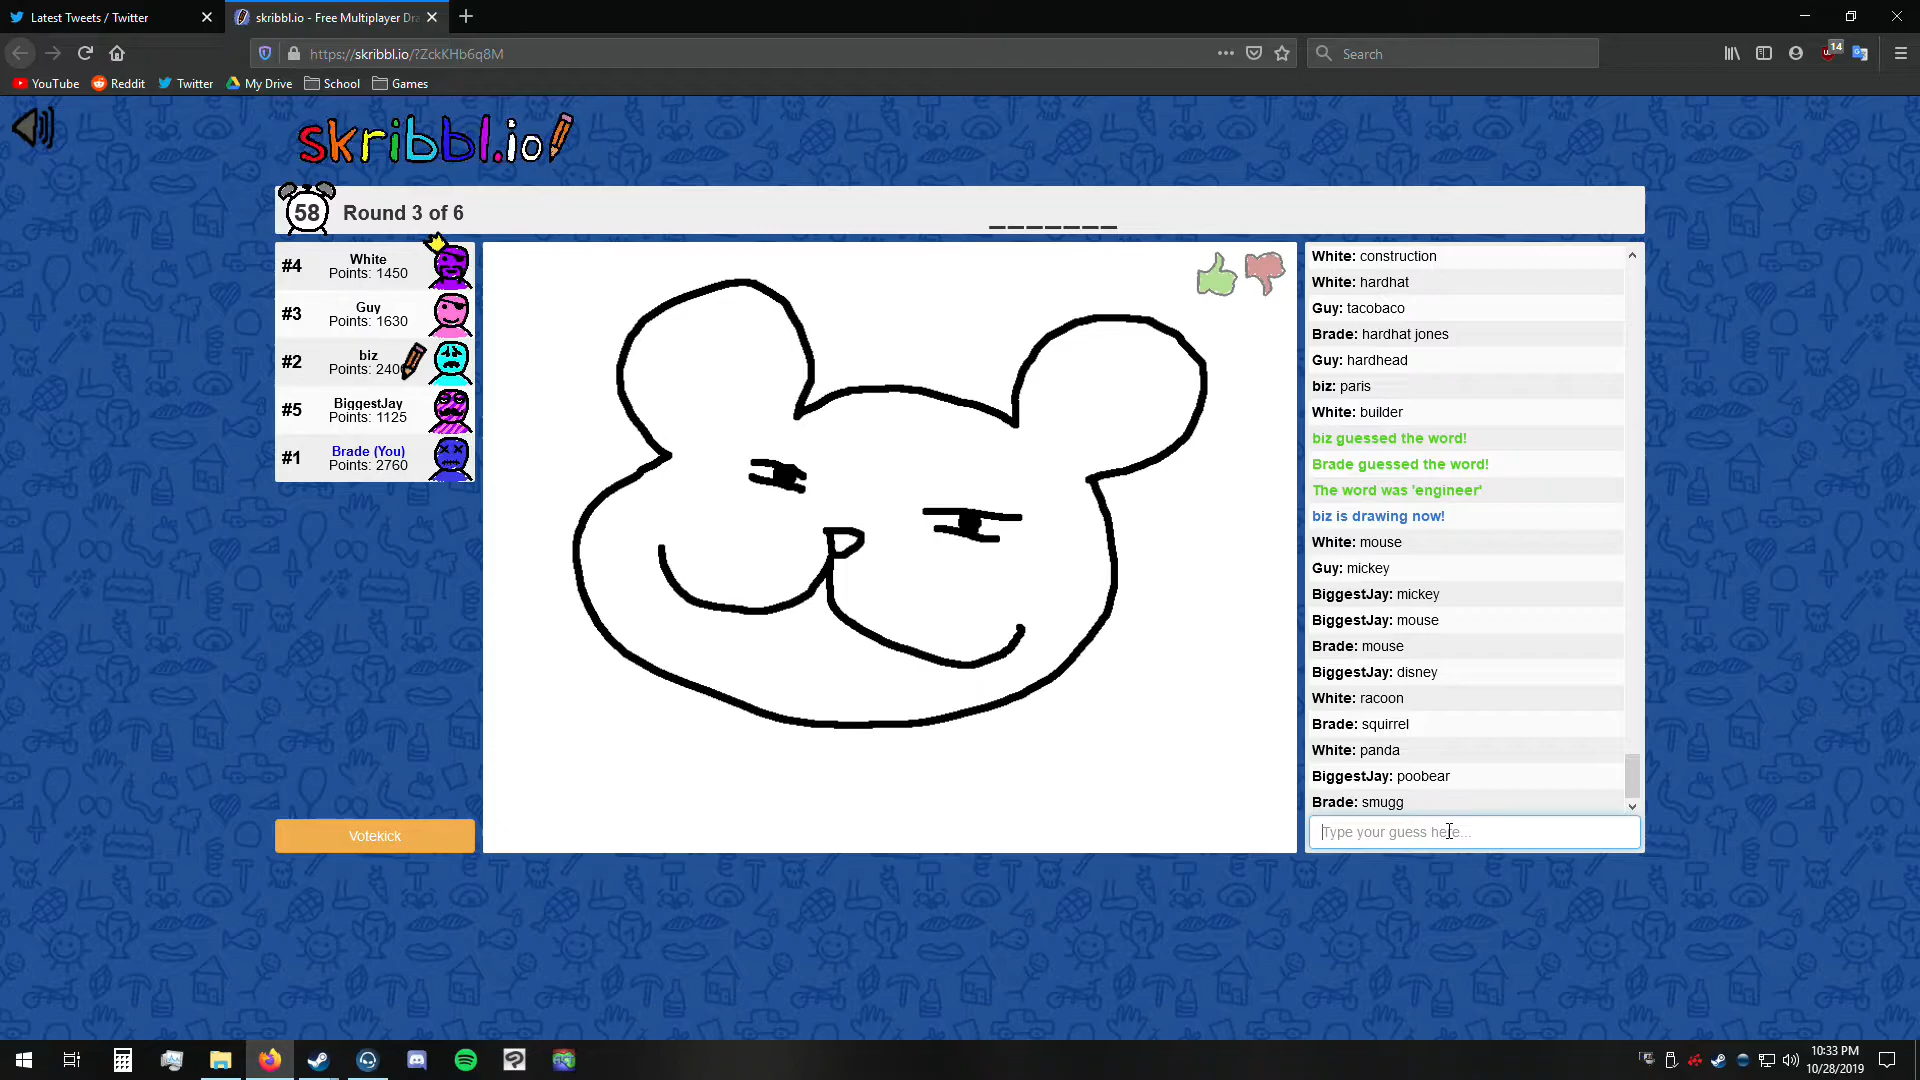 Latest Tweets / Twitter
skribbl.io - Free Multiplayer Dra
https://skribbl.io/?ZckKHb6q8M
Search
14
YouTube
Reddit
Twitter
My Drive
School
Games
skribbl.io
58
Round 3 of 6
_______
#4
White
Points: 1450
#3
Guy
Points: 1630
#2
biz
Points: 2400
#5
BiggestJay
Points: 1125
#1
Brade (You)
Points: 2760
Votekick
White: construction
White: hardhat
Guy: tacobaco
Brade: hardhat jones
Guy: hardhead
biz: paris
White: builder
biz guessed the word!
Brade guessed the word!
The word was 'engineer'
biz is drawing now!
White: mouse
Guy: mickey
BiggestJay: mickey
BiggestJay: mouse
Brade: mouse
BiggestJay: disney
White: racoon
Brade: squirrel
White: panda
BiggestJay: poobear
Brade: smugg
Type your guess here...
10:33 PM
10/28/2019